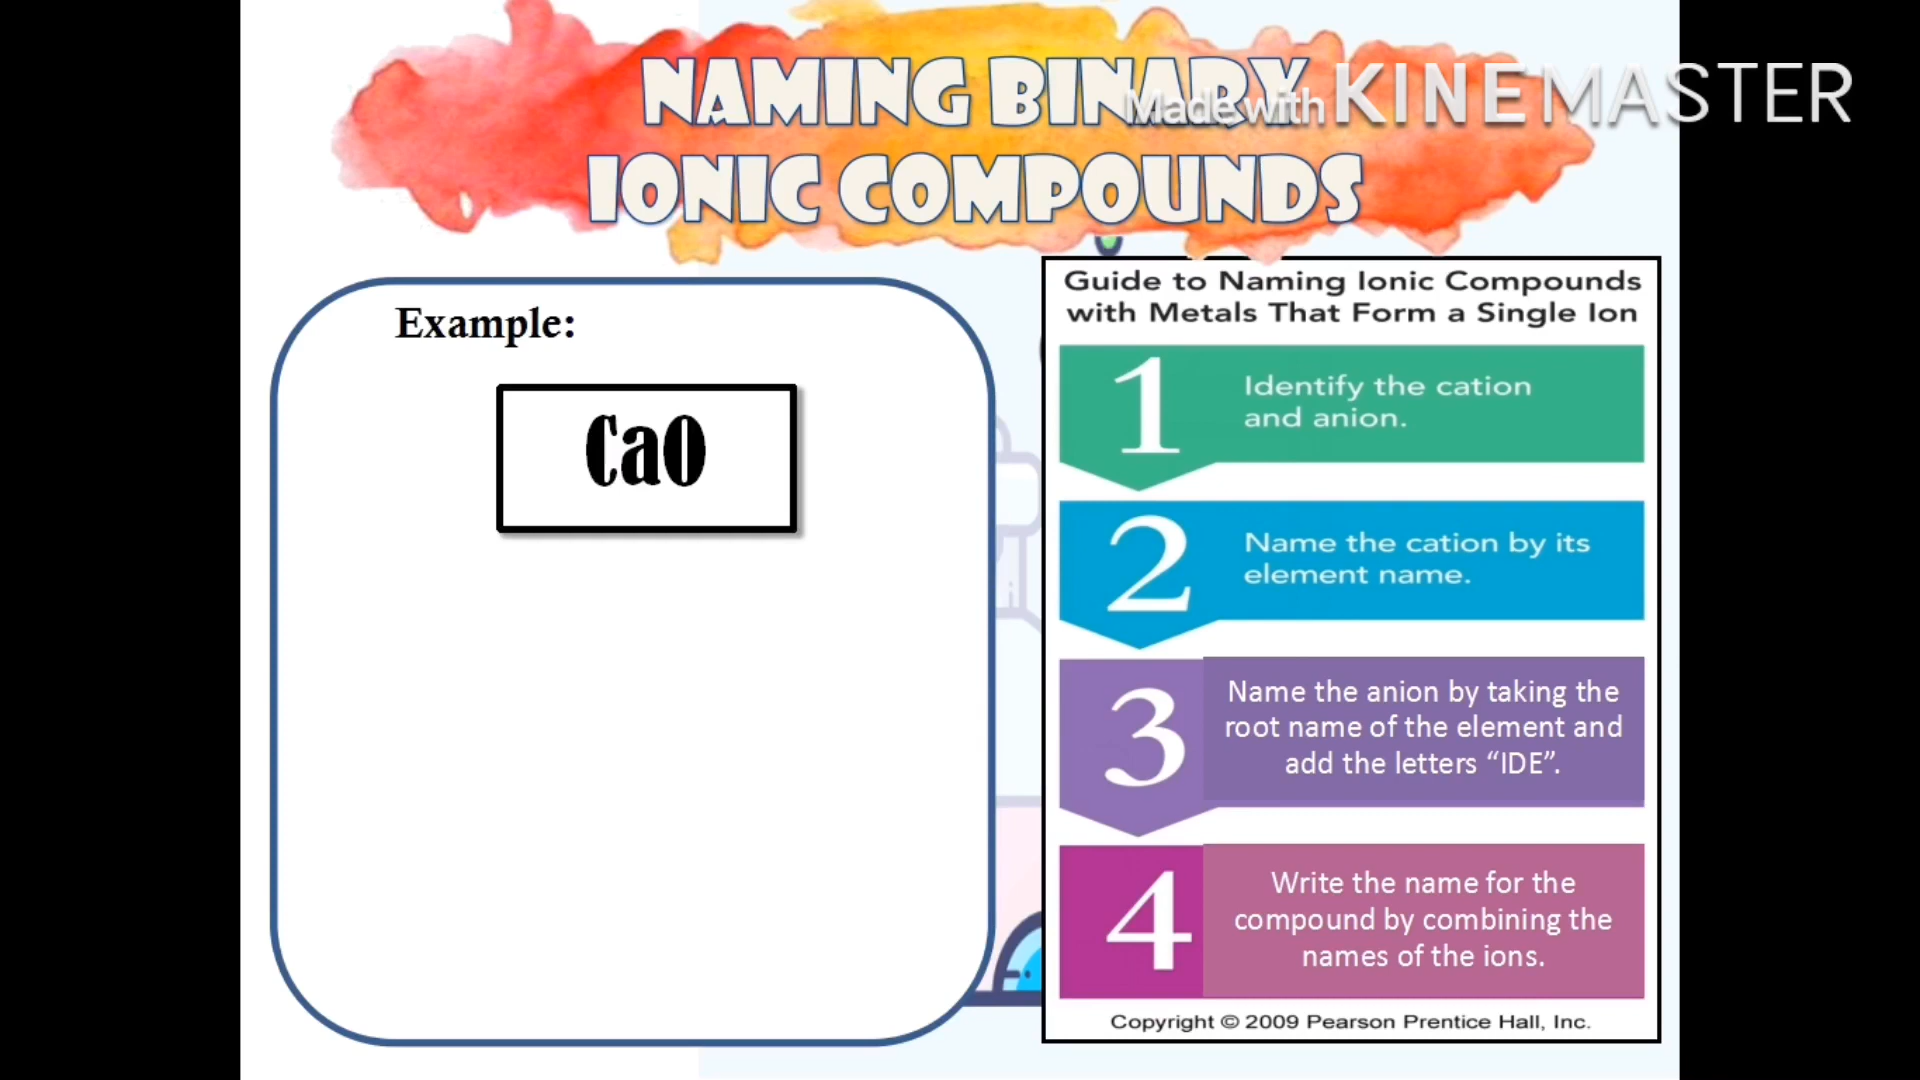 NAMING BINARY
IONIC COMPOUNDS
Made with KINEMASTER
Example:
CaO
Guide to Naming Ionic Compounds
with Metals That Form a Single Ion
1
Identify the cation
and anion.
2
Name the cation by its
element name.
3
Name the anion by taking the
root name of the element and
add the letters “IDE”.
4
Write the name for the
compound by combining the
names of the ions.
Copyright © 2009 Pearson Prentice Hall, Inc.